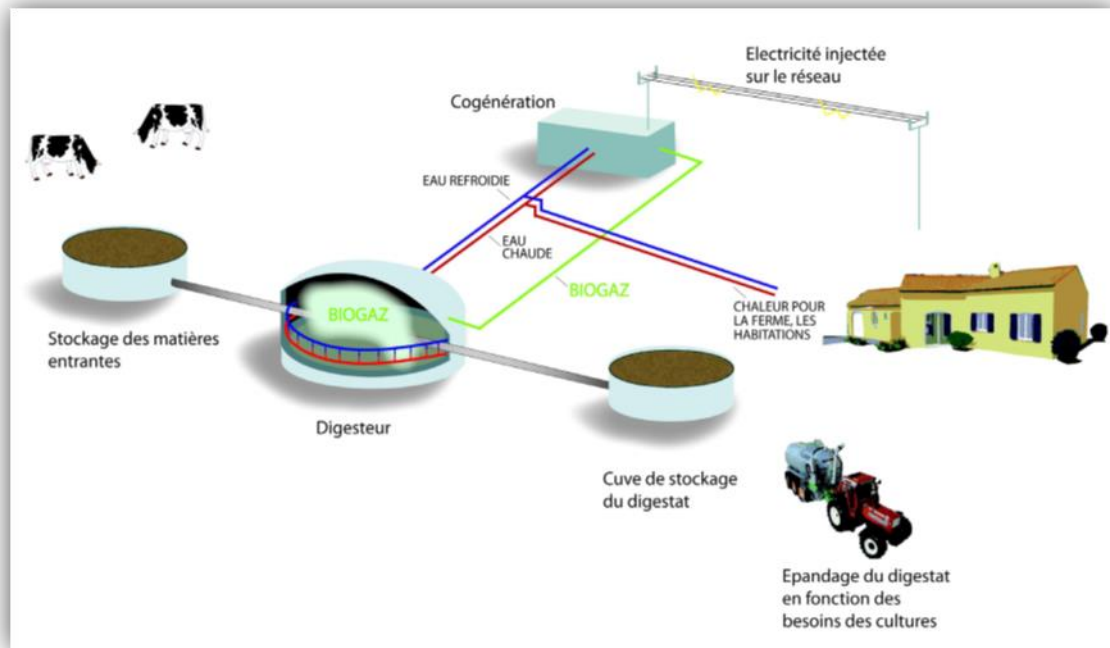 Electricité injectée
sur le réseau
Cogénération
EAU REFROIDIE
EAU
CHAUDE
BIOGAZ
CHALEUR POUR
LA FERME, LES
HABITATIONS
BIOGAZ
Stockage des matières
entrantes
Digesteur
Cuve de stockage
du digestat
Epandage du digestat
en fonction des
besoins des cultures